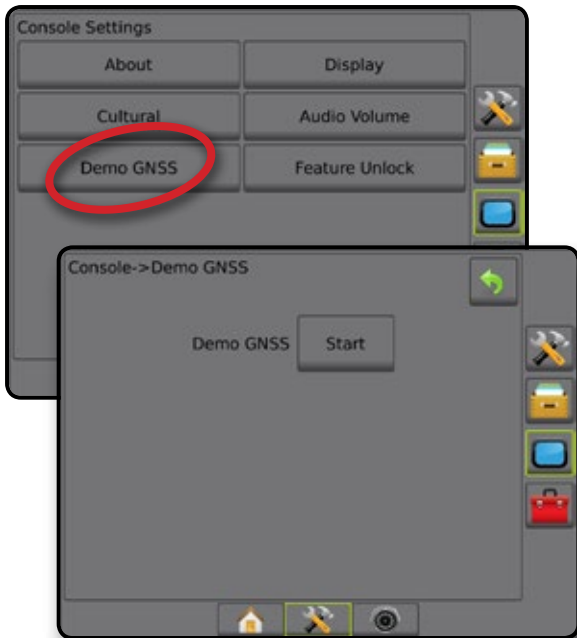 Console Settings
About Display
Cultural Audio Volume
Demo GNSS Feature Unlock
Console->Demo GNSS
Demo GNSS Start